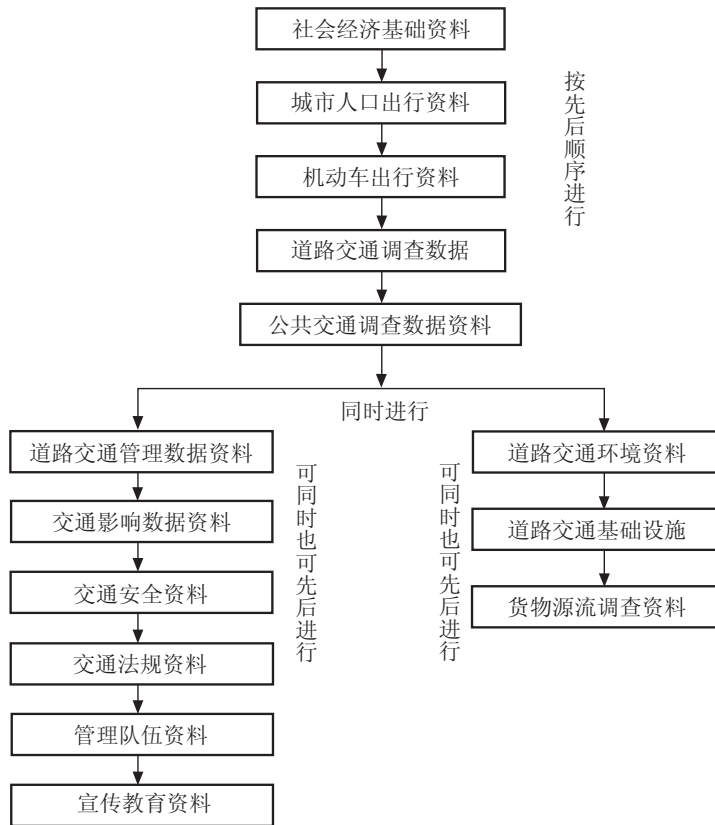 社会经济基础资料
城市人口出行资料
机动车出行资料
道路交通调查数据
公共交通调查数据资料
按先后顺序进行
同时进行
道路交通管理数据资料
交通影响数据资料
交通安全资料
交通法规资料
管理队伍资料
宣传教育资料
可同时也可先后进行
可同时也可先后进行
道路交通环境资料
道路交通基础设施
货物源流调查资料